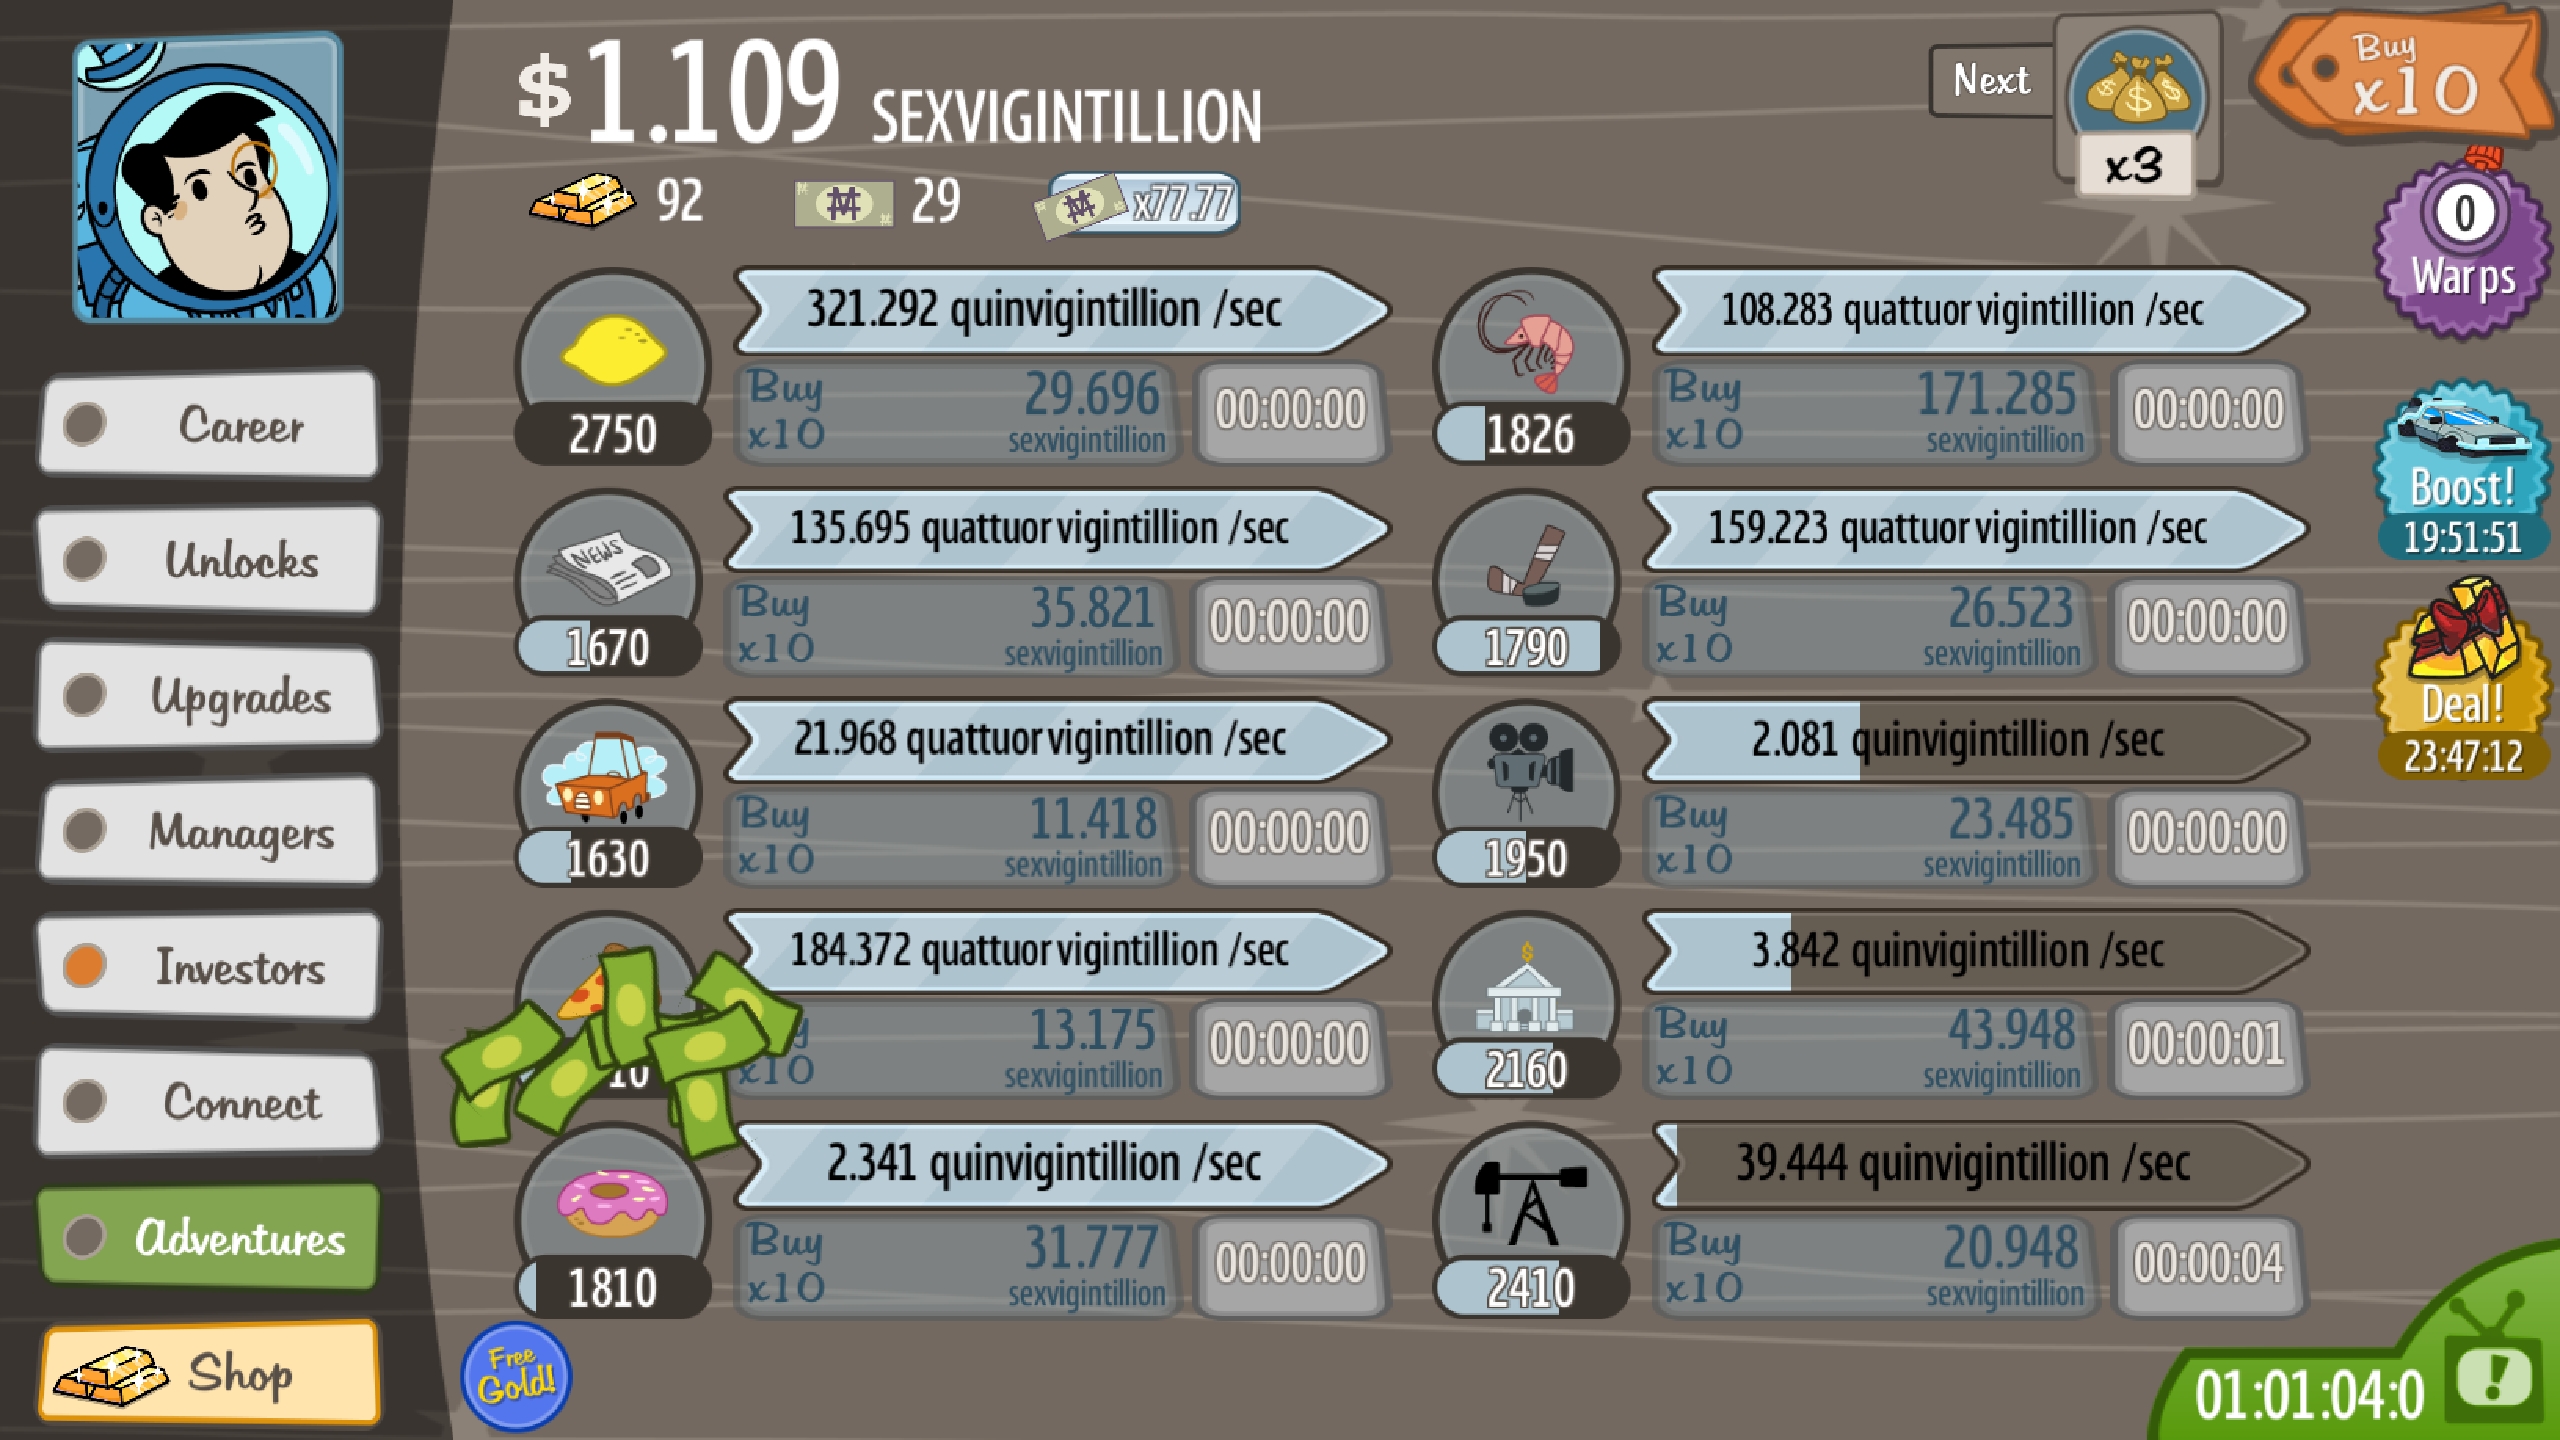 $1.109 SEXVIGINTILLION
92
29
x77.77
Next
x3
Buy
x10
0
Warps
Boost!
19:51:51
Deal!
23:47:12
Career
Unlocks
Upgrades
Managers
Investors
Connect
Adventures
Shop
321.292 quinvigintillion /sec
2750
Buy
x10
29.696
sexvigintillion
00:00:00
NEWS
135.695 quattuorvigintillion /sec
1670
Buy
x10
35.821
sexvigintillion
00:00:00
21.968 quattuorvigintillion /sec
1630
Buy
x10
11.418
sexvigintillion
00:00:00
184.372 quattuorvigintillion /sec
x10
13.175
sexvigintillion
00:00:00
2.341 quinvigintillion /sec
1810
Buy
x10
31.777
sexvigintillion
00:00:00
108.283 quattuorvigintillion /sec
1826
Buy
x10
171.285
sexvigintillion
00:00:00
159.223 quattuorvigintillion /sec
1790
Buy
x10
26.523
sexvigintillion
00:00:00
2.081 quinvigintillion /sec
1950
Buy
x10
23.485
sexvigintillion
00:00:00
3.842 quinvigintillion /sec
2160
Buy
x10
43.948
sexvigintillion
00:00:01
39.444 quinvigintillion /sec
2410
Buy
x10
20.948
sexvigintillion
00:00:04
Free
Gold!
01:01:04:0